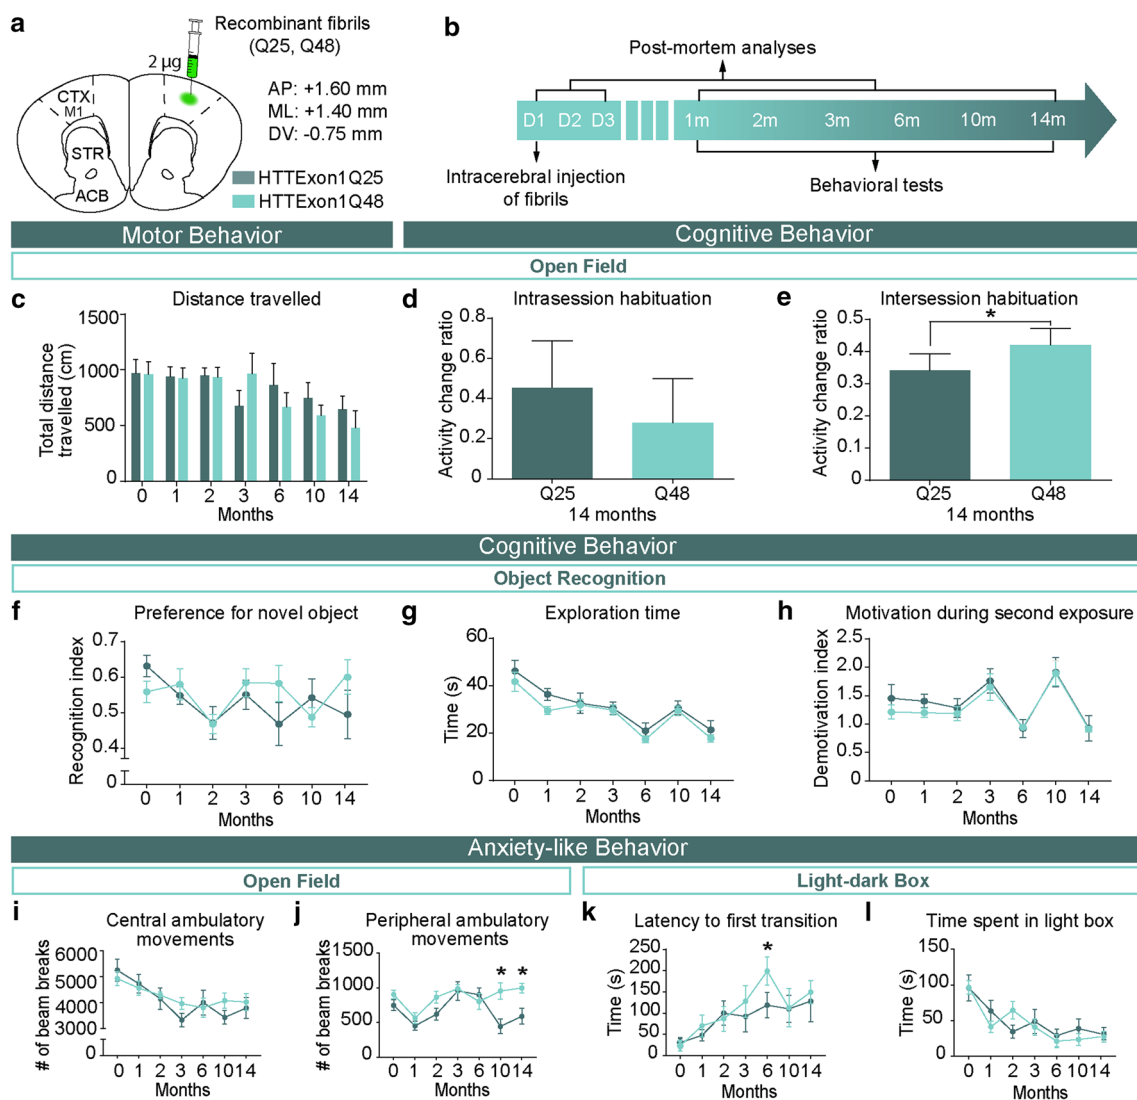 a
Recombinant fibrils
(Q25, Q48)
2 µg
CTX
M1
STR
ACB
AP: +1.60 mm
ML: +1.40 mm
DV: -0.75 mm
HTTExon1Q25
HTTExon1Q48
b
Post-mortem analyses
D1 D2 D3 1m 2m 3m 6m 10m 14m
Intracerebral injection
of fibrils
Behavioral tests
Motor Behavior
Cognitive Behavior
Open Field
c
Distance travelled
Total distance
travelled (cm)
1500
1000
500
0
0 1 2 3 6 10 14
Months
d
Intrasession habituation
Activity change ratio
0.8
0.6
0.4
0.2
0
Q25 Q48
14 months
e
Intersession habituation
Activity change ratio
0.5
0.4
0.3
0.2
0.1
0
*
Q25 Q48
14 months
Cognitive Behavior
Object Recognition
f
Preference for novel object
Recognition index
0.7
0.6
0.5
0.4
0
0 1 2 3 6 10 14
Months
g
Exploration time
Time (s)
60
40
20
0
0 1 2 3 6 10 14
Months
h
Motivation during second exposure
Demotivation index
2.5
2.0
1.5
1.0
0.5
0
0 1 2 3 6 10 14
Months
Anxiety-like Behavior
Open Field
Light-dark Box
i
Central ambulatory
movements
# of beam breaks
6000
5000
4000
3000
0
0 1 2 3 6 10 14
Months
j
Peripheral ambulatory
movements
# of beam breaks
1500
1000
500
0
* *
0 1 2 3 6 10 14
Months
k
Latency to first transition
Time (s)
250
200
150
100
50
0
*
0 1 2 3 6 10 14
Months
l
Time spent in light box
Time (s)
150
100
50
0
0 1 2 3 6 10 14
Months